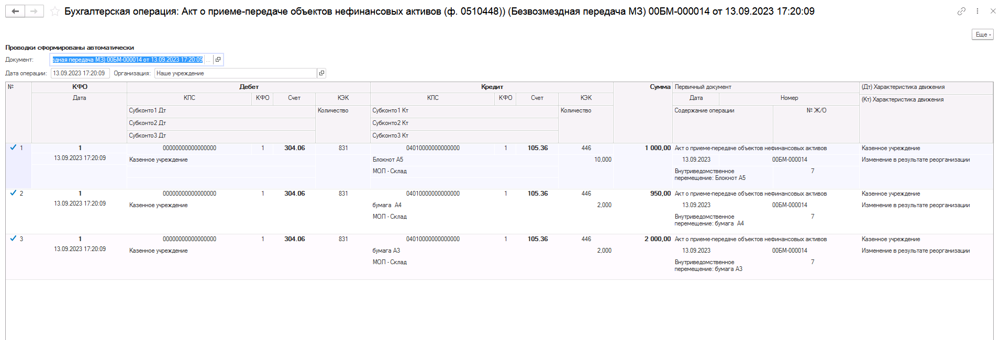 Бухгалтерская операция: Акт о приеме-передаче объектов нефинансовых активов (ф. 0510448)) (Безвозмездная передача МЗ) 00БМ-000014 от 13.09.2023 17:20:09
Еще
Проводки сформированы автоматически
Документ: здная передача МЗ) 00БМ-000014 от 13.09.2023 17:20:09 ...
Дата операции: 13.09.2023 17:20:09 Организация: Наше учреждение
№ КФО Дебет Кредит Сумма Первичный документ (Дт) Характеристика движения
Дата КПС КФО Счет КЭК КПС КФО Счет КЭК Дата Номер (Кт) Характеристика движения
Субконто1 Дт Количество Субконто1 Кт Количество Содержание операции № Ж/О
Субконто2 Дт Субконто2 Кт
Субконто3 Дт Субконто3 Кт
1 1 00000000000000000 1 304.06 831 04010000000000000 1 105.36 446 1 000,00 Акт о приеме-передаче объектов нефинансовых активов Казенное учреждение
13.09.2023 17:20:09 Казенное учреждение Блокнот А5 10,000 13.09.2023 00БМ-000014 Изменение в результате реорганизации
МОЛ - Склад Внутриведомственное 7
перемещение: Блокнот А5
2 1 00000000000000000 1 304.06 831 04010000000000000 1 105.36 446 950,00 Акт о приеме-передаче объектов нефинансовых активов Казенное учреждение
13.09.2023 17:20:09 Казенное учреждение бумага  А4 2,000 13.09.2023 00БМ-000014 Изменение в результате реорганизации
МОЛ - Склад Внутриведомственное 7
перемещение: бумага  А4
3 1 00000000000000000 1 304.06 831 04010000000000000 1 105.36 446 2 000,00 Акт о приеме-передаче объектов нефинансовых активов Казенное учреждение
13.09.2023 17:20:09 Казенное учреждение бумага А3 2,000 13.09.2023 00БМ-000014 Изменение в результате реорганизации
МОЛ - Склад Внутриведомственное 7
перемещение: бумага А3